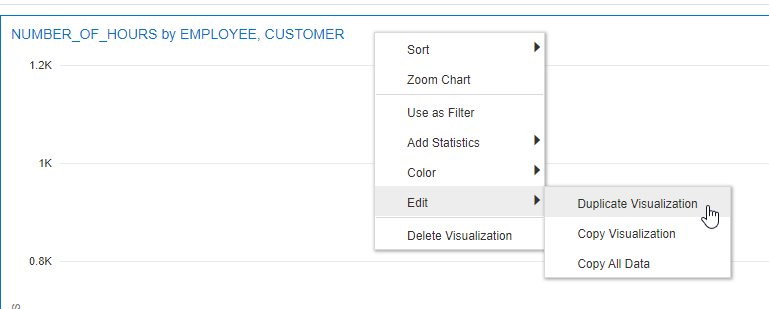 NUMBER_OF_HOURS by EMPLOYEE, CUSTOMER
1.2K
1K
0.8K
S
Sort
Zoom Chart
Use as Filter
Add Statistics
Color
Edit
Delete Visualization
Duplicate Visualization
Copy Visualization
Copy All Data